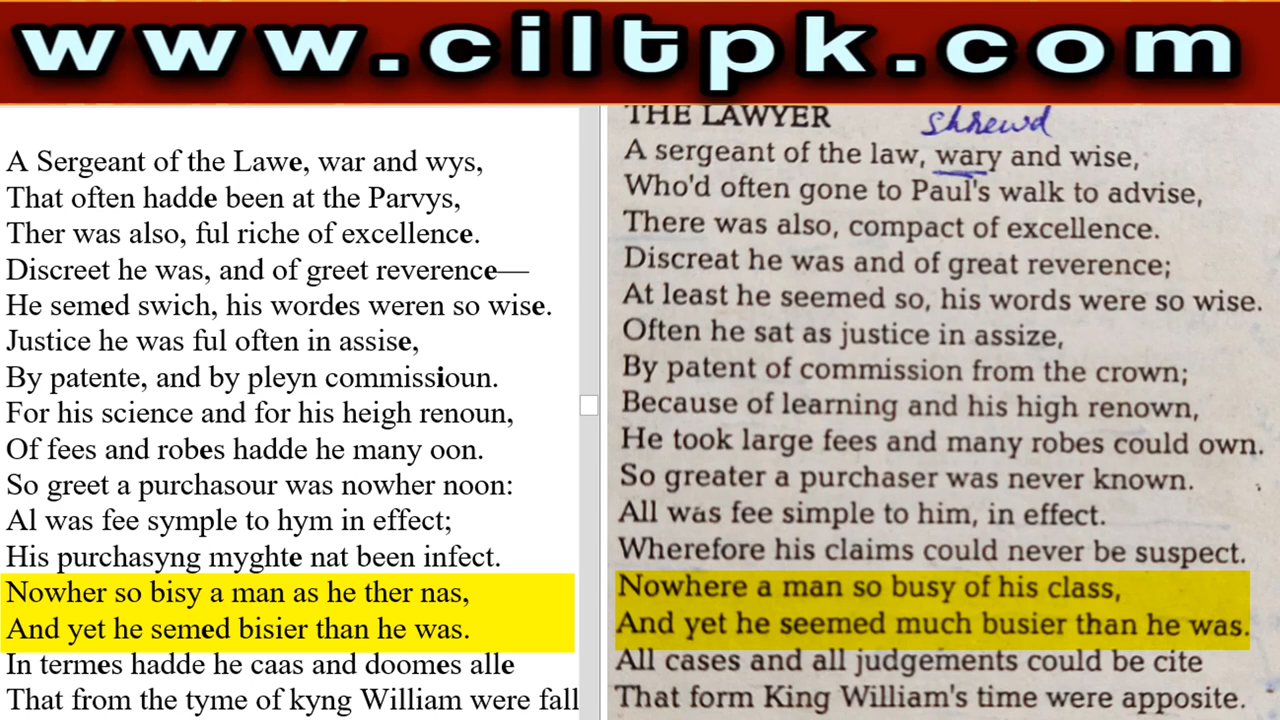 www.ciltpk.com
A Sergeant of the Lawe, war and wys,
That often hadde been at the Parvys,
Ther was also, ful riche of excellence.
Discreet he was, and of greet reverence—
He semed swich, his wordes weren so wise.
Justice he was ful often in assise,
By patente, and by pleyn commissioun.
For his science and for his heigh renoun,
Of fees and robes hadde he many oon.
So greet a purchasour was nowher noon:
Al was fee symple to hym in effect;
His purchasyng myghte nat been infect.
Nowher so bisy a man as he ther nas,
And yet he semed bisier than he was.
In termes hadde he caas and doomes alle
That from the tyme of kyng William were fall
THE LAWYER
shrewd
A sergeant of the law, wary and wise,
Who'd often gone to Paul's walk to advise,
There was also, compact of excellence.
Discreat he was and of great reverence;
At least he seemed so, his words were so wise.
Often he sat as justice in assize,
By patent of commission from the crown;
Because of learning and his high renown,
He took large fees and many robes could own.
So greater a purchaser was never known.
All was fee simple to him, in effect.
Wherefore his claims could never be suspect.
Nowhere a man so busy of his class,
And yet he seemed much busier than he was.
All cases and all judgements could be cite
That form King William's time were apposite.